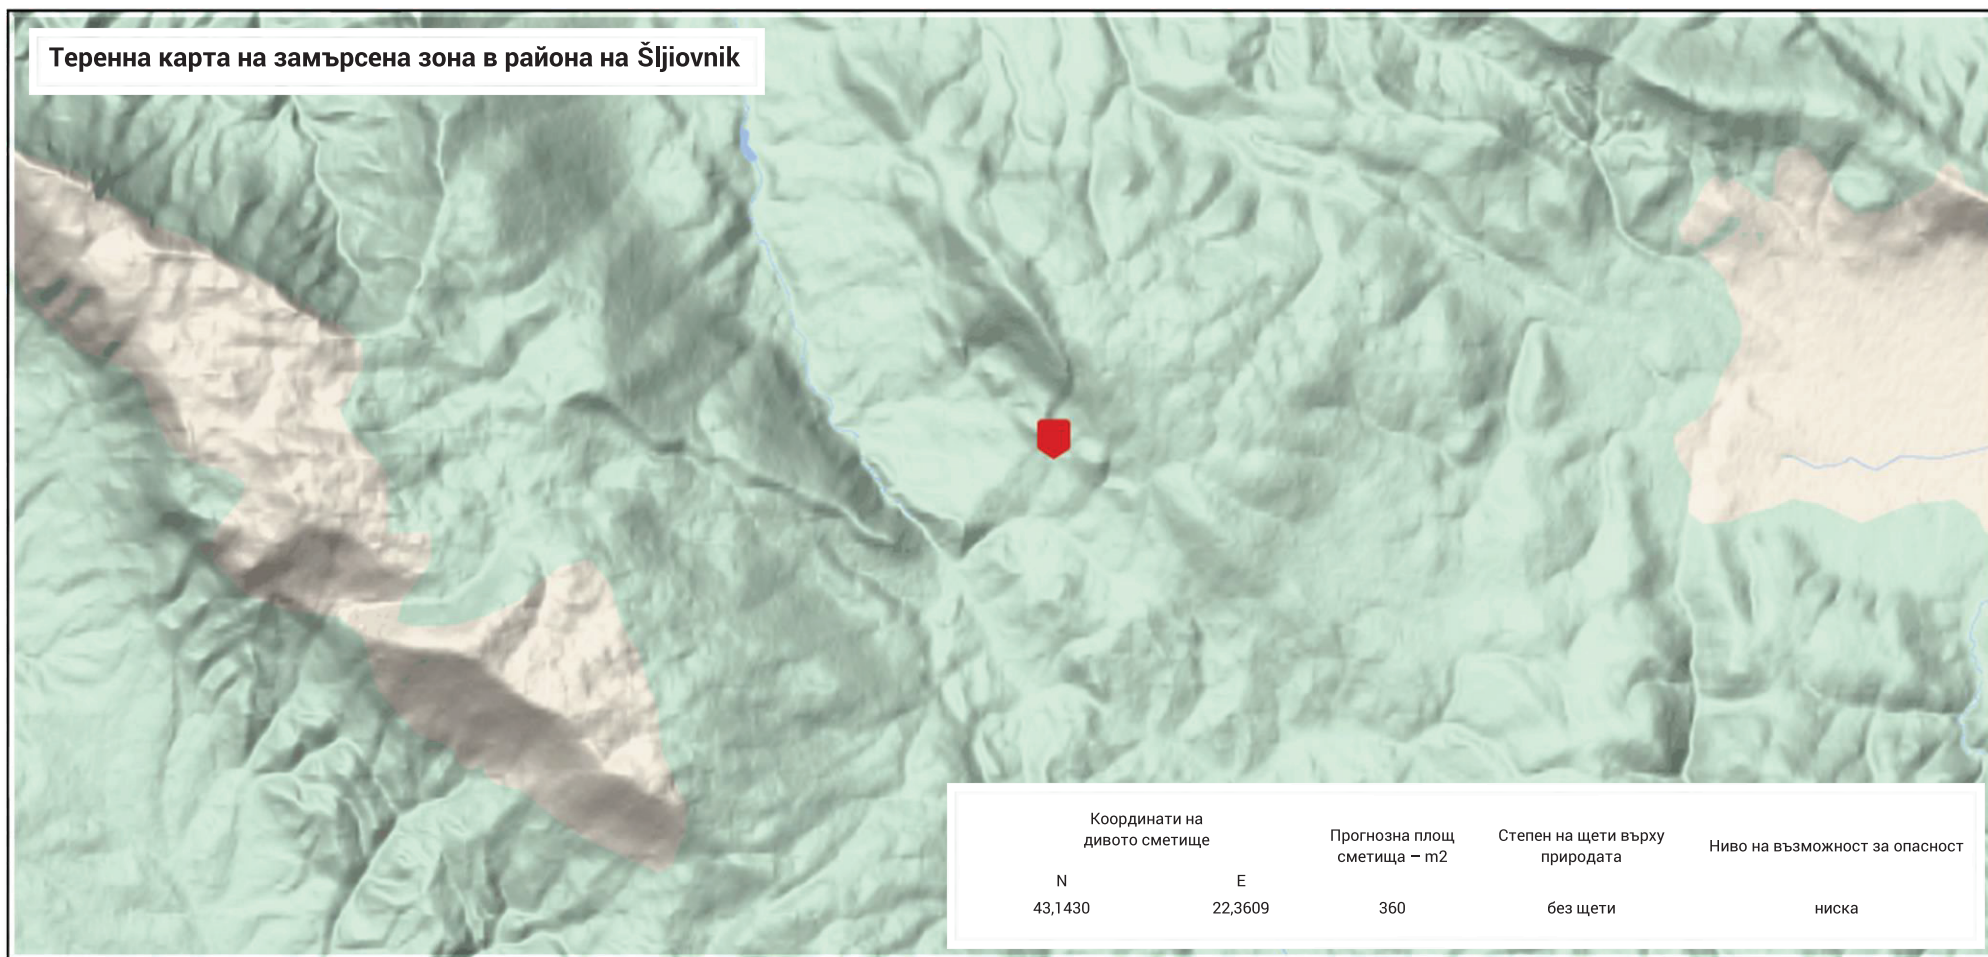 Теренна карта на замърсена зона в района на Šljiovnik
Координати на
дивото сметище
Прогнозна площ
сметища – m2
Степен на щети върху
природата
Ниво на възможност за опасност
N E
43,1430 22,3609 360 без щети ниска